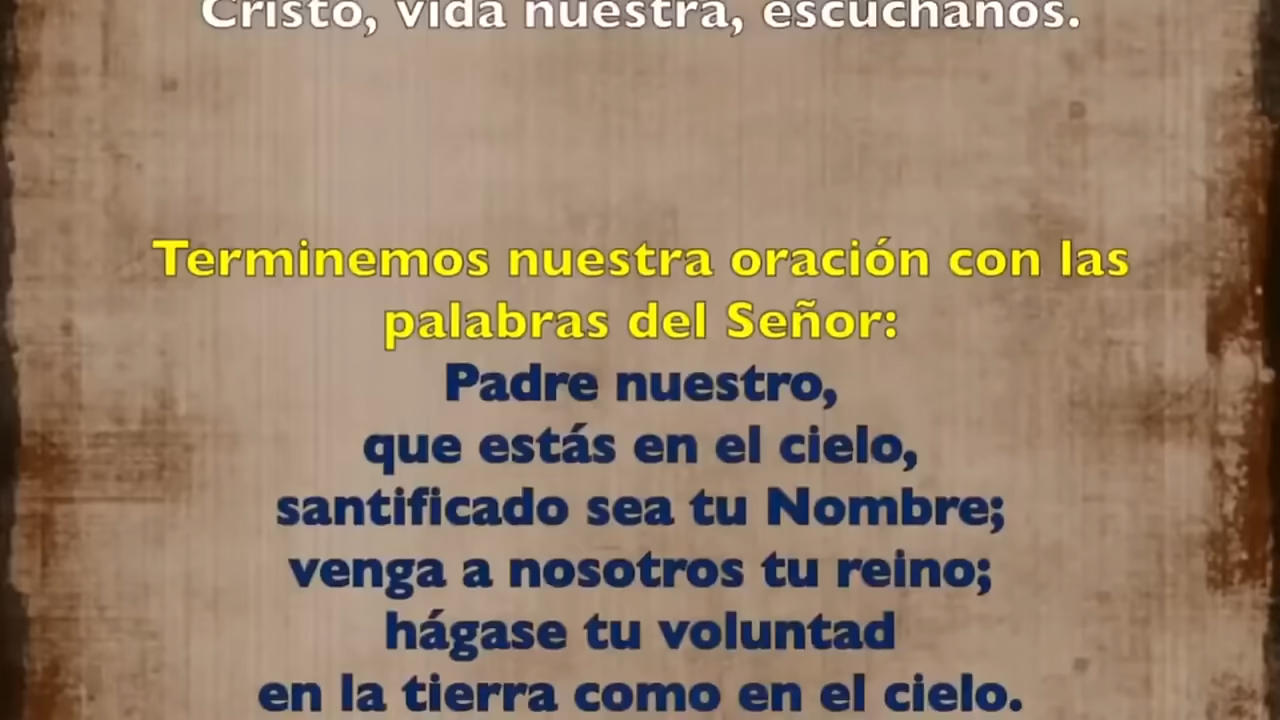 Cristo, vida nuestra, escúchanos.
Terminemos nuestra oración con las
palabras del Señor:
Padre nuestro,
que estás en el cielo,
santificado sea tu Nombre;
venga a nosotros tu reino;
hágase tu voluntad
en la tierra como en el cielo.